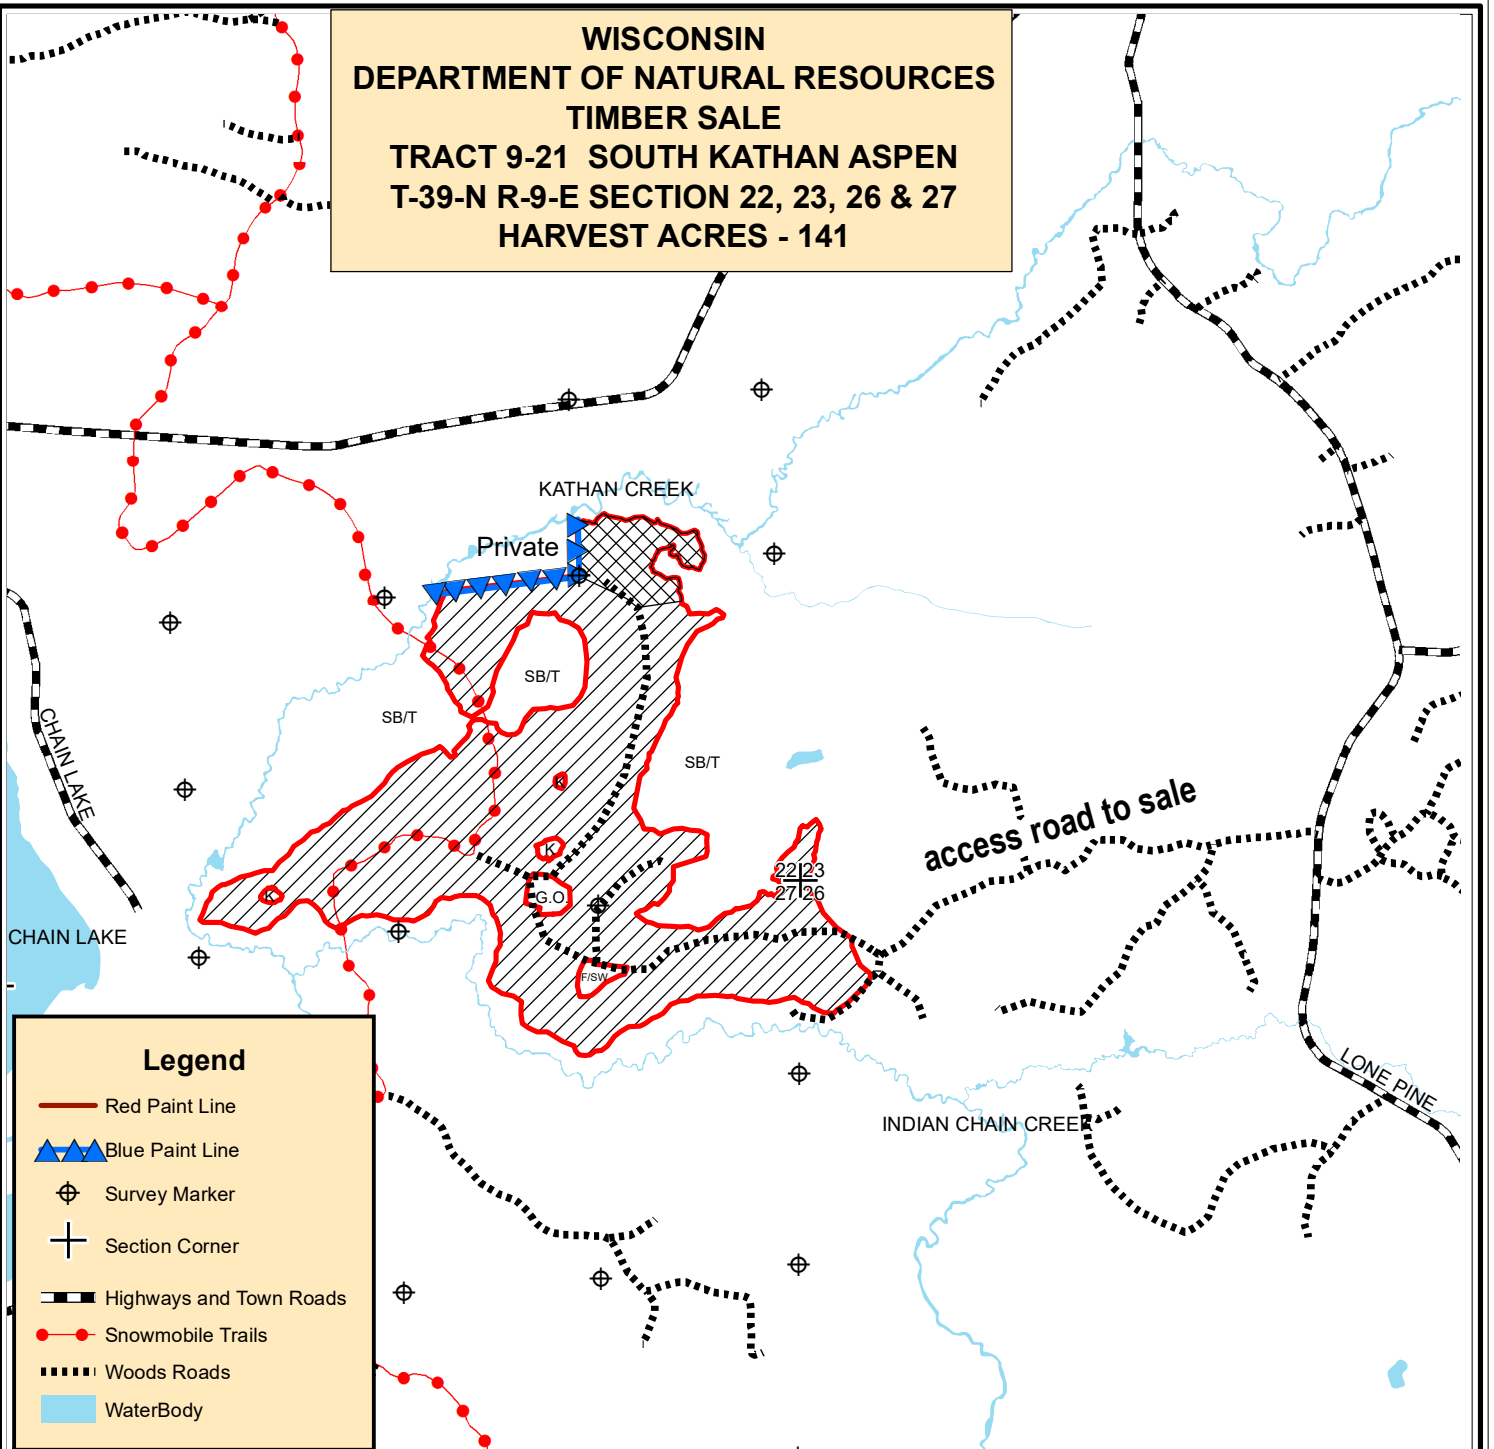 WISCONSIN
DEPARTMENT OF NATURAL RESOURCES
TIMBER SALE
TRACT 9-21 SOUTH KATHAN ASPEN
T-39-N R-9-E SECTION 22, 23, 26 & 27
HARVEST ACRES - 141
KATHAN CREEK
Private
SB/T
SB/T
SB/T
CHAIN LAKE
K
K
K
G.O.
F/SW
22 23
27 26
access road to sale
CHAIN LAKE
LONE PINE
INDIAN CHAIN CREEK
Legend
Red Paint Line
Blue Paint Line
Survey Marker
Section Corner
Highways and Town Roads
Snowmobile Trails
Woods Roads
WaterBody